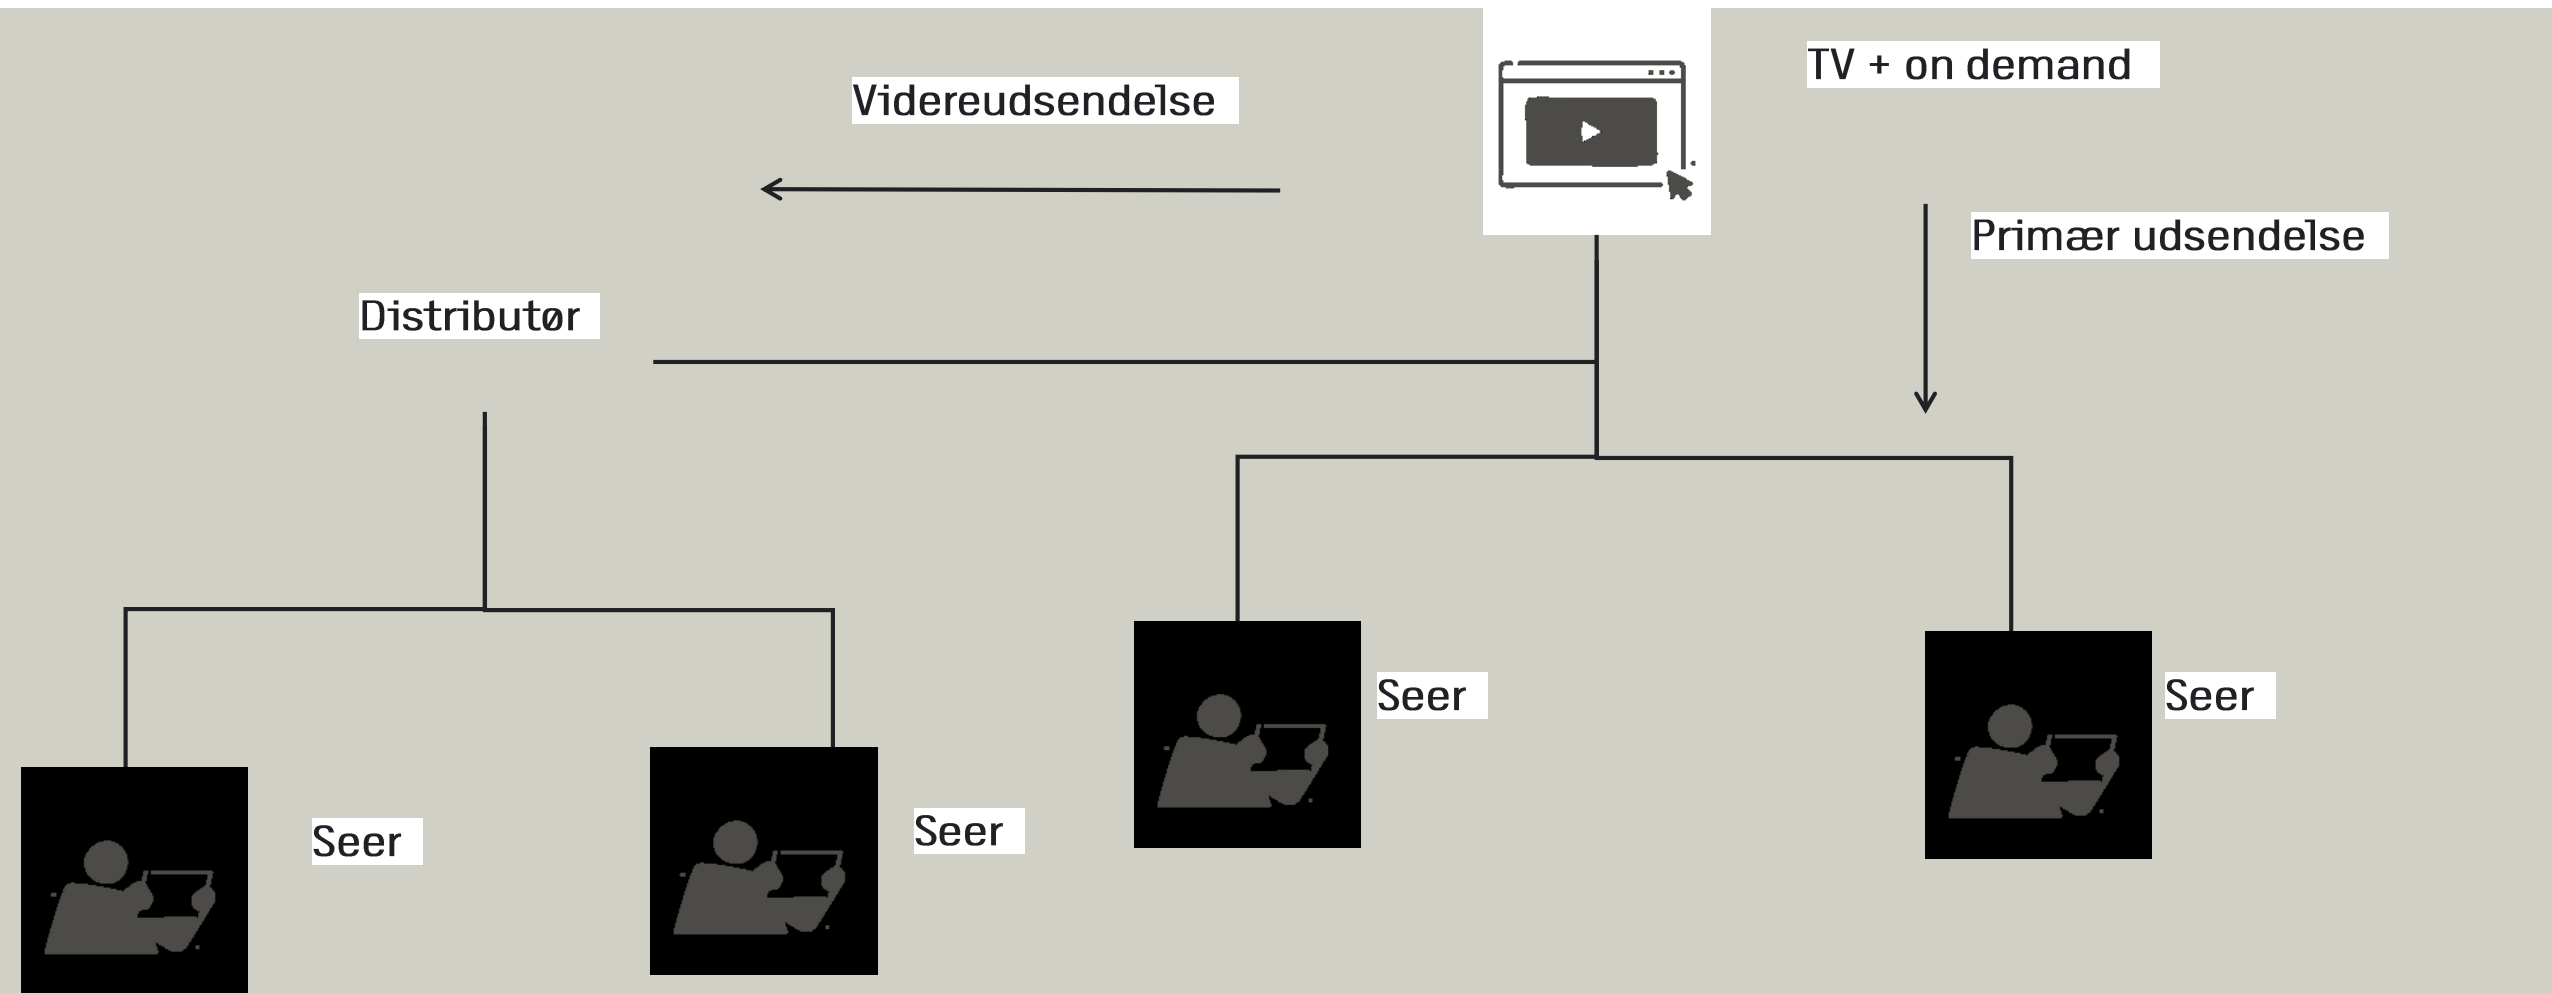 TV + on demand
Videreudsendelse
Primær udsendelse
Distributør
Seer
Seer
Seer
Seer